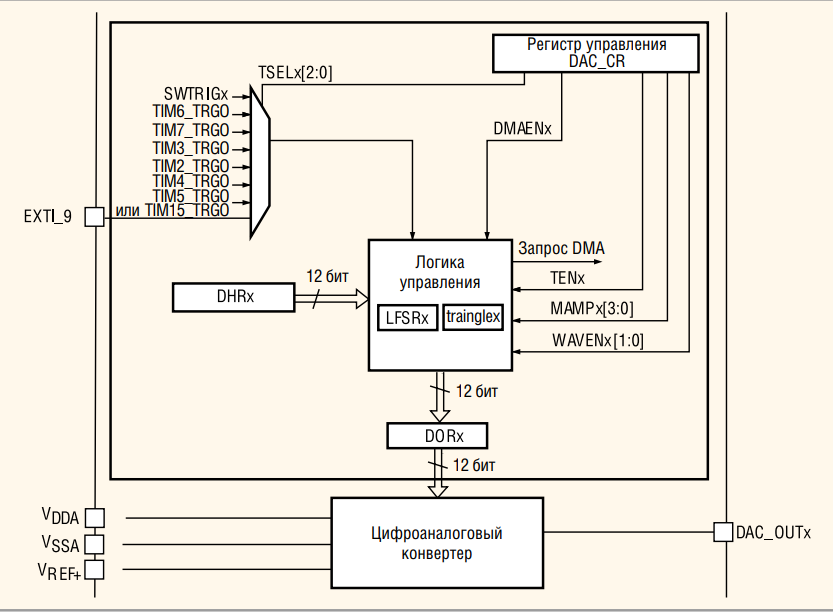 Регистр управления
DAC_CR
TSELx[2:0]
SWTRIGx
TIM6_TRGO
TIM7_TRGO
TIM3_TRGO
TIM2_TRGO
TIM4_TRGO
TIM5_TRGO
или TIM15_TRGO
EXTI_9
DMAENx
Логика
управления
LFSRx
trainglex
Запрос DMA
TENx
MAMPx[3:0]
WAVENx[1:0]
DHRx
12 бит
12 бит
DORx
12 бит
VDDA
VSSA
VREF+
Цифроаналоговый
конвертер
DAC_OUTx